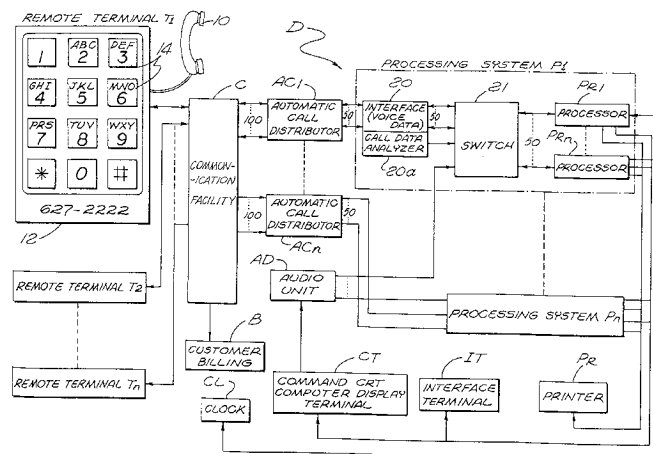 REMOTE TERMINAL T1
10
D
PROCESSING SYSTEM P1
1
ABC 2
DEF 3
14
GHI 4
JKL 5
MNO 6
PRS 7
TUV 8
WXY 9
*
0
#
627-2222
12
C
COMMUN-
ICATION
FACILITY
100
AC1
AUTOMATIC
CALL
DISTRIBUTOR
50
20
INTERFACE
(VOICE
DATA)
CALL DATA
ANALYZER
20a
50
21
SWITCH
50
PR1
PROCESSOR
PRn
PROCESSOR
100
AUTOMATIC
CALL
DISTRIBUTOR
50
ACn
AD
AUDIO
UNIT
PROCESSING SYSTEM Pn
REMOTE TERMINAL T2
REMOTE TERMINAL Tn
B
CUSTOMER
BILLING
CL
CLOCK
CT
COMMAND CRT
COMPUTER DISPLAY
TERMINAL
IT
INTERFACE
TERMINAL
PR
PRINTER